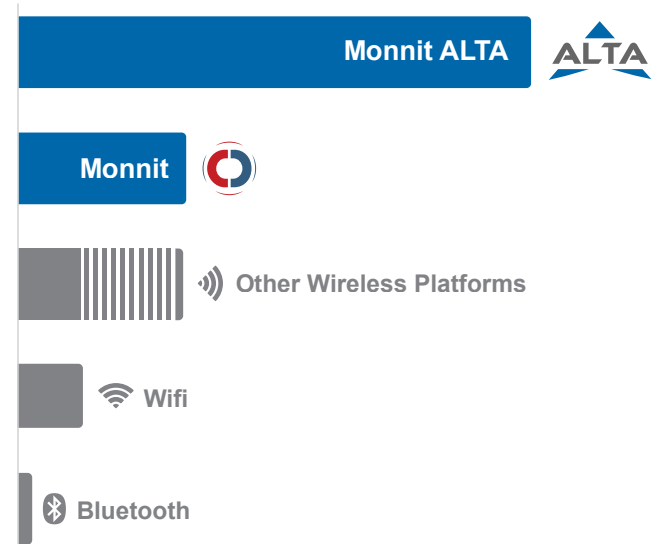 Monnit ALTA
ALTA
Monnit
Other Wireless Platforms
Wifi
Bluetooth